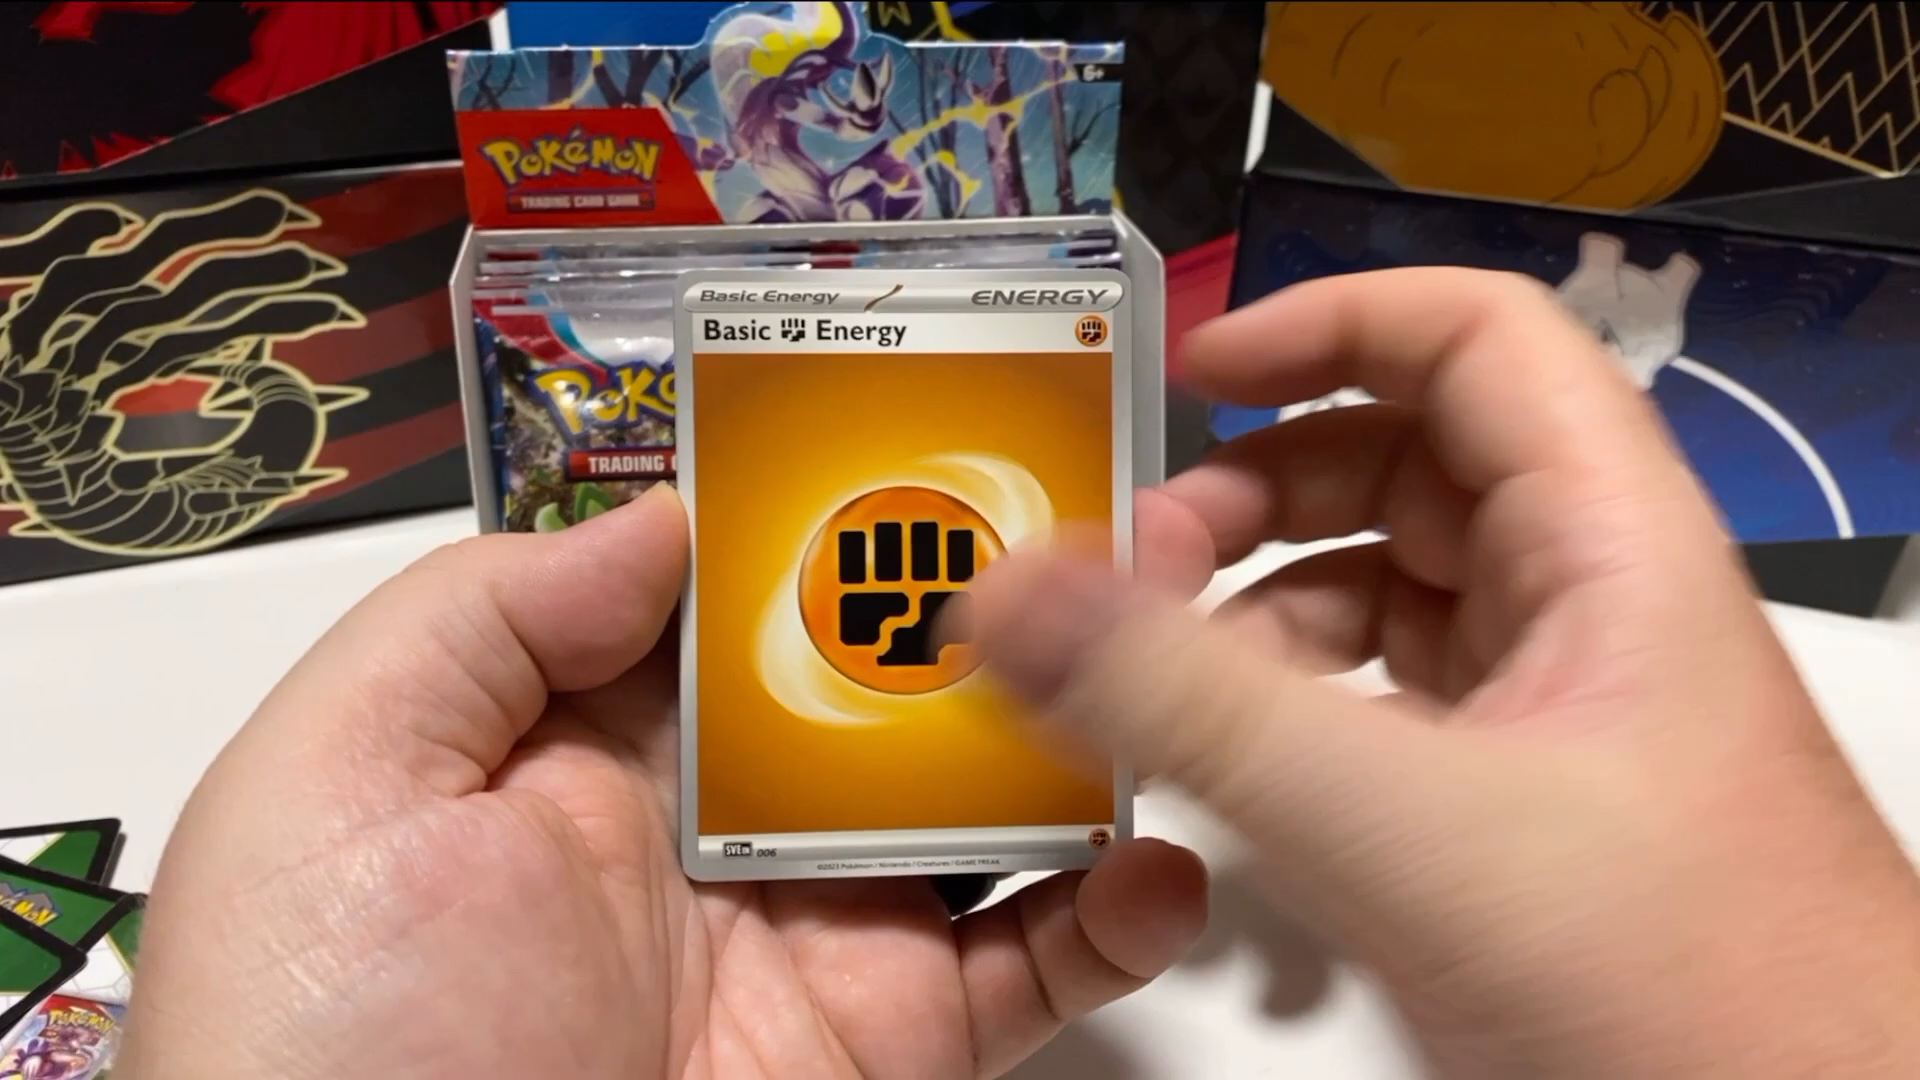 6+
POKéMON
TRADING CARD GAME
Basic Energy
ENERGY
Basic Energy
POKé
TRADING
SVE EN 006
©2023 Pokémon / Nintendo / Creatures / GAME FREAK
POKéMON